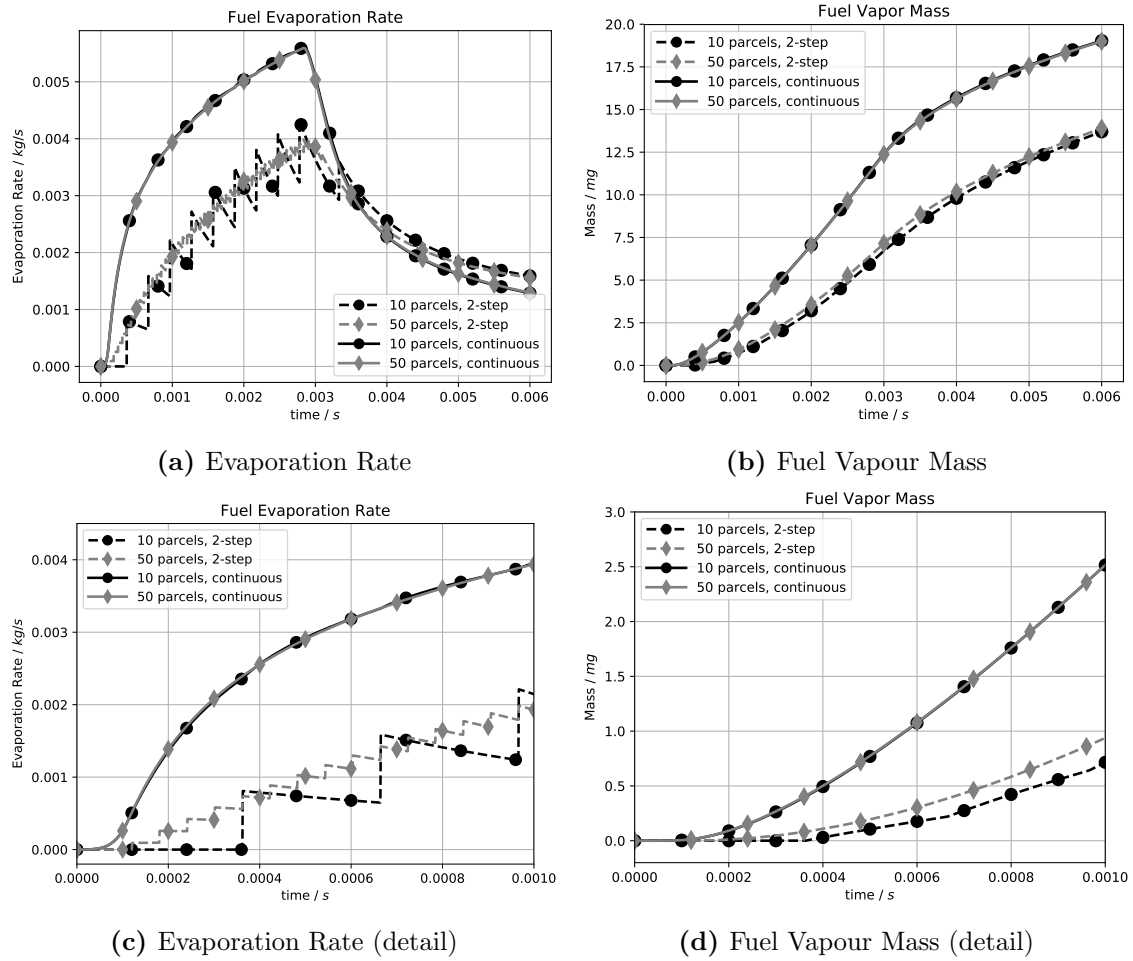 Fuel Evaporation Rate
0.005
0.004
0.003
0.002
0.001
0.000
Evaporation Rate / kg/s
10 parcels, 2-step
50 parcels, 2-step
10 parcels, continuous
50 parcels, continuous
0.000 0.001 0.002 0.003 0.004 0.005 0.006
time / s
(a) Evaporation Rate
Fuel Vapor Mass
20.0
17.5
15.0
12.5
10.0
7.5
5.0
2.5
0.0
Mass / mg
10 parcels, 2-step
50 parcels, 2-step
10 parcels, continuous
50 parcels, continuous
0.000 0.001 0.002 0.003 0.004 0.005 0.006
time / s
(b) Fuel Vapour Mass
Fuel Evaporation Rate
0.004
0.003
0.002
0.001
0.000
Evaporation Rate / kg/s
10 parcels, 2-step
50 parcels, 2-step
10 parcels, continuous
50 parcels, continuous
0.0000 0.0002 0.0004 0.0006 0.0008 0.0010
time / s
(c) Evaporation Rate (detail)
Fuel Vapor Mass
3.0
2.5
2.0
1.5
1.0
0.5
0.0
Mass / mg
10 parcels, 2-step
50 parcels, 2-step
10 parcels, continuous
50 parcels, continuous
0.0000 0.0002 0.0004 0.0006 0.0008 0.0010
time / s
(d) Fuel Vapour Mass (detail)